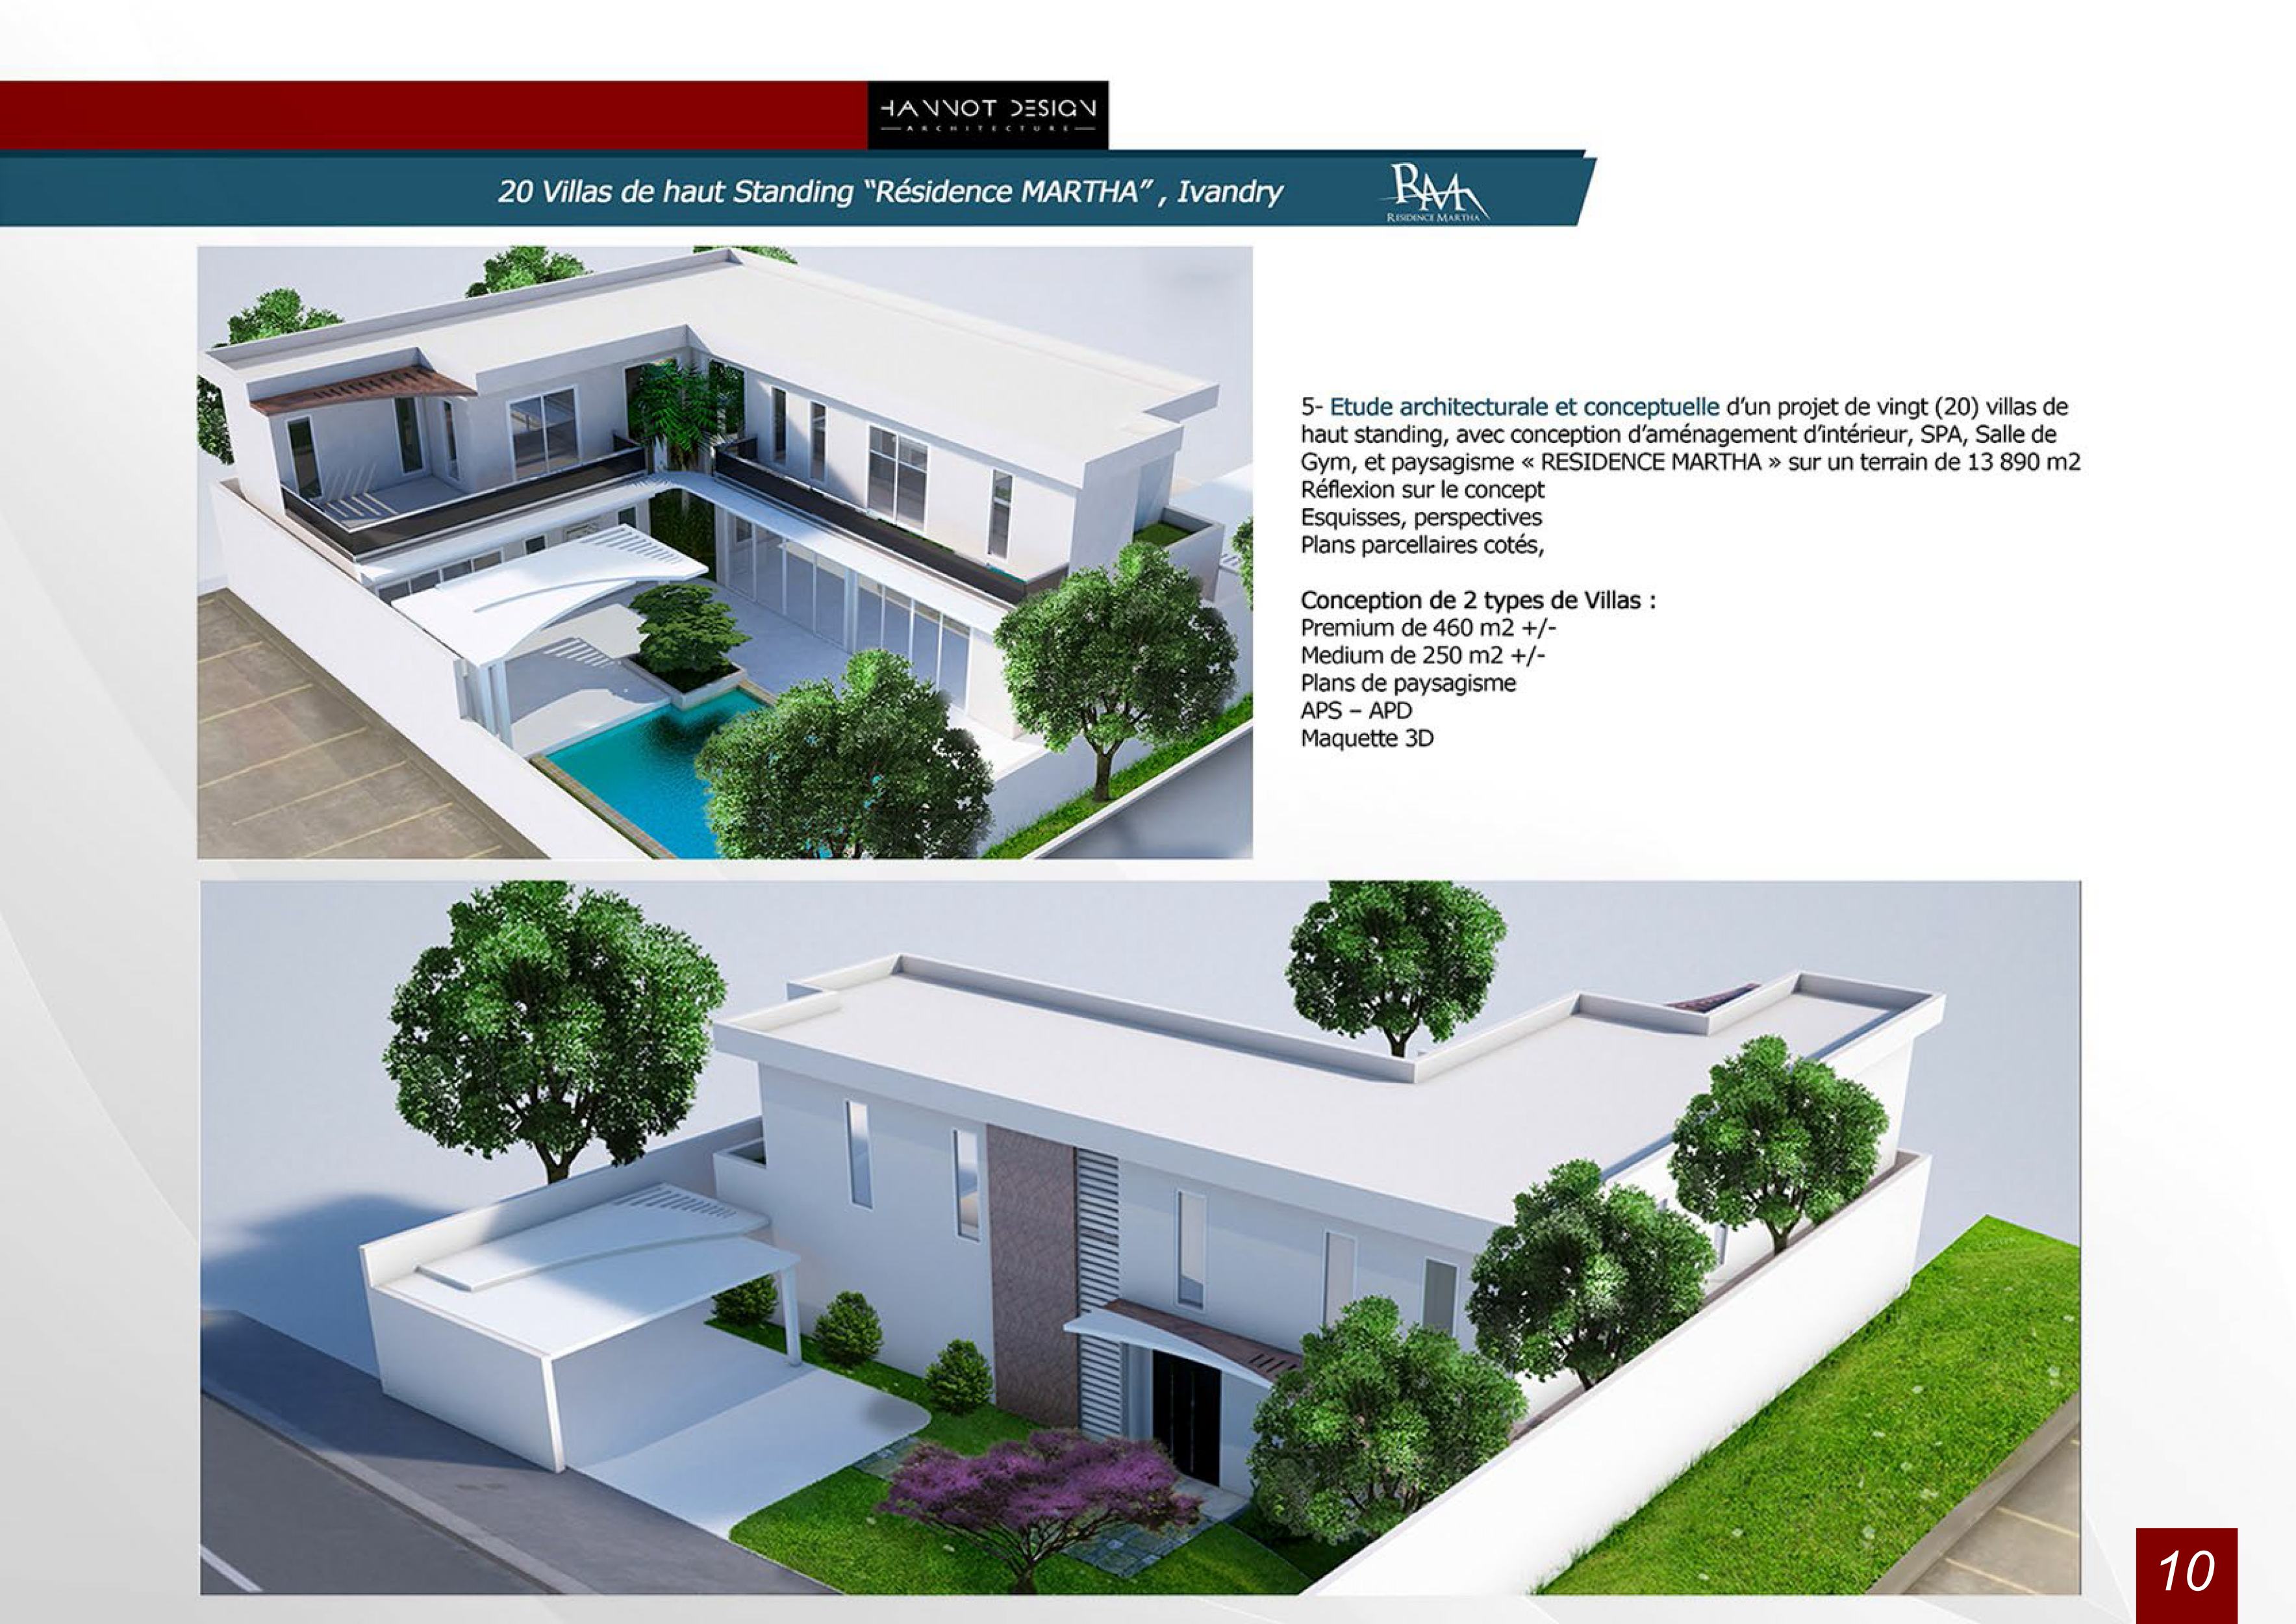 HANNOT DESIGN
ARCHITECTURE
20 Villas de haut Standing “Résidence MARTHA” , Ivandry
RM
RESIDENCE MARTHA
5- Etude architecturale et conceptuelle d’un projet de vingt (20) villas de
haut standing, avec conception d’aménagement d’intérieur, SPA, Salle de
Gym, et paysagisme « RESIDENCE MARTHA » sur un terrain de 13 890 m2
Réflexion sur le concept
Esquisses, perspectives
Plans parcellaires cotés,
Conception de 2 types de Villas :
Premium de 460 m2 +/-
Medium de 250 m2 +/-
Plans de paysagisme
APS – APD
Maquette 3D
10